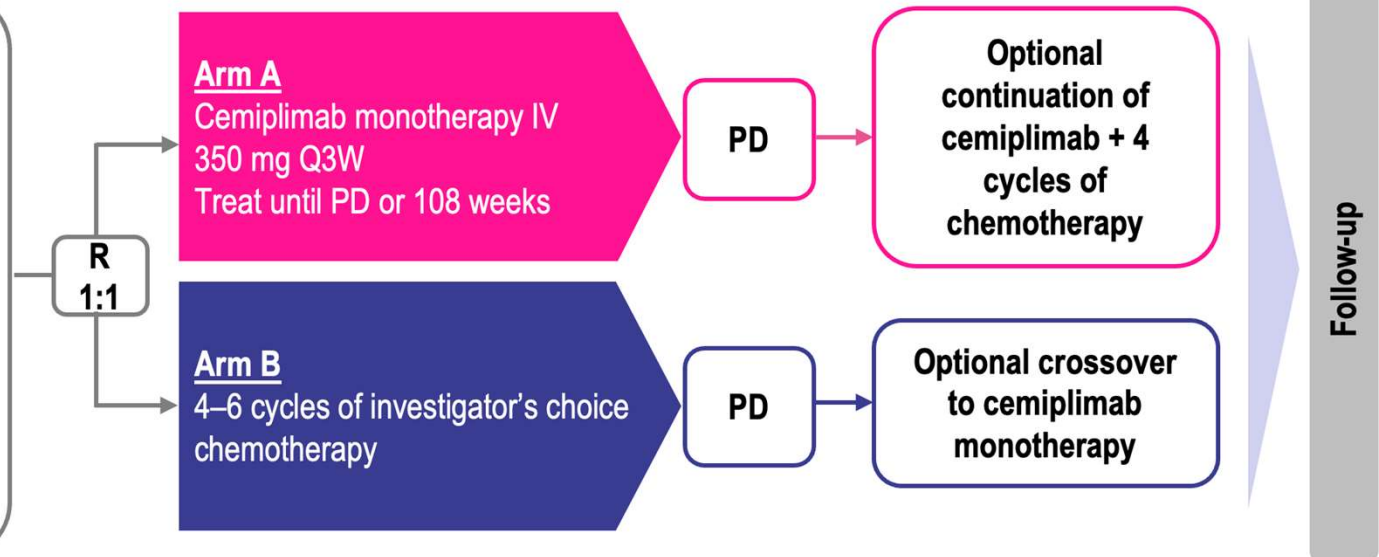 R
1:1
Arm A
Cemiplimab monotherapy IV
350 mg Q3W
Treat until PD or 108 weeks
PD
Optional
continuation of
cemiplimab + 4
cycles of
chemotherapy
Arm B
4–6 cycles of investigator's choice
chemotherapy
PD
Optional crossover
to cemiplimab
monotherapy
Follow-up